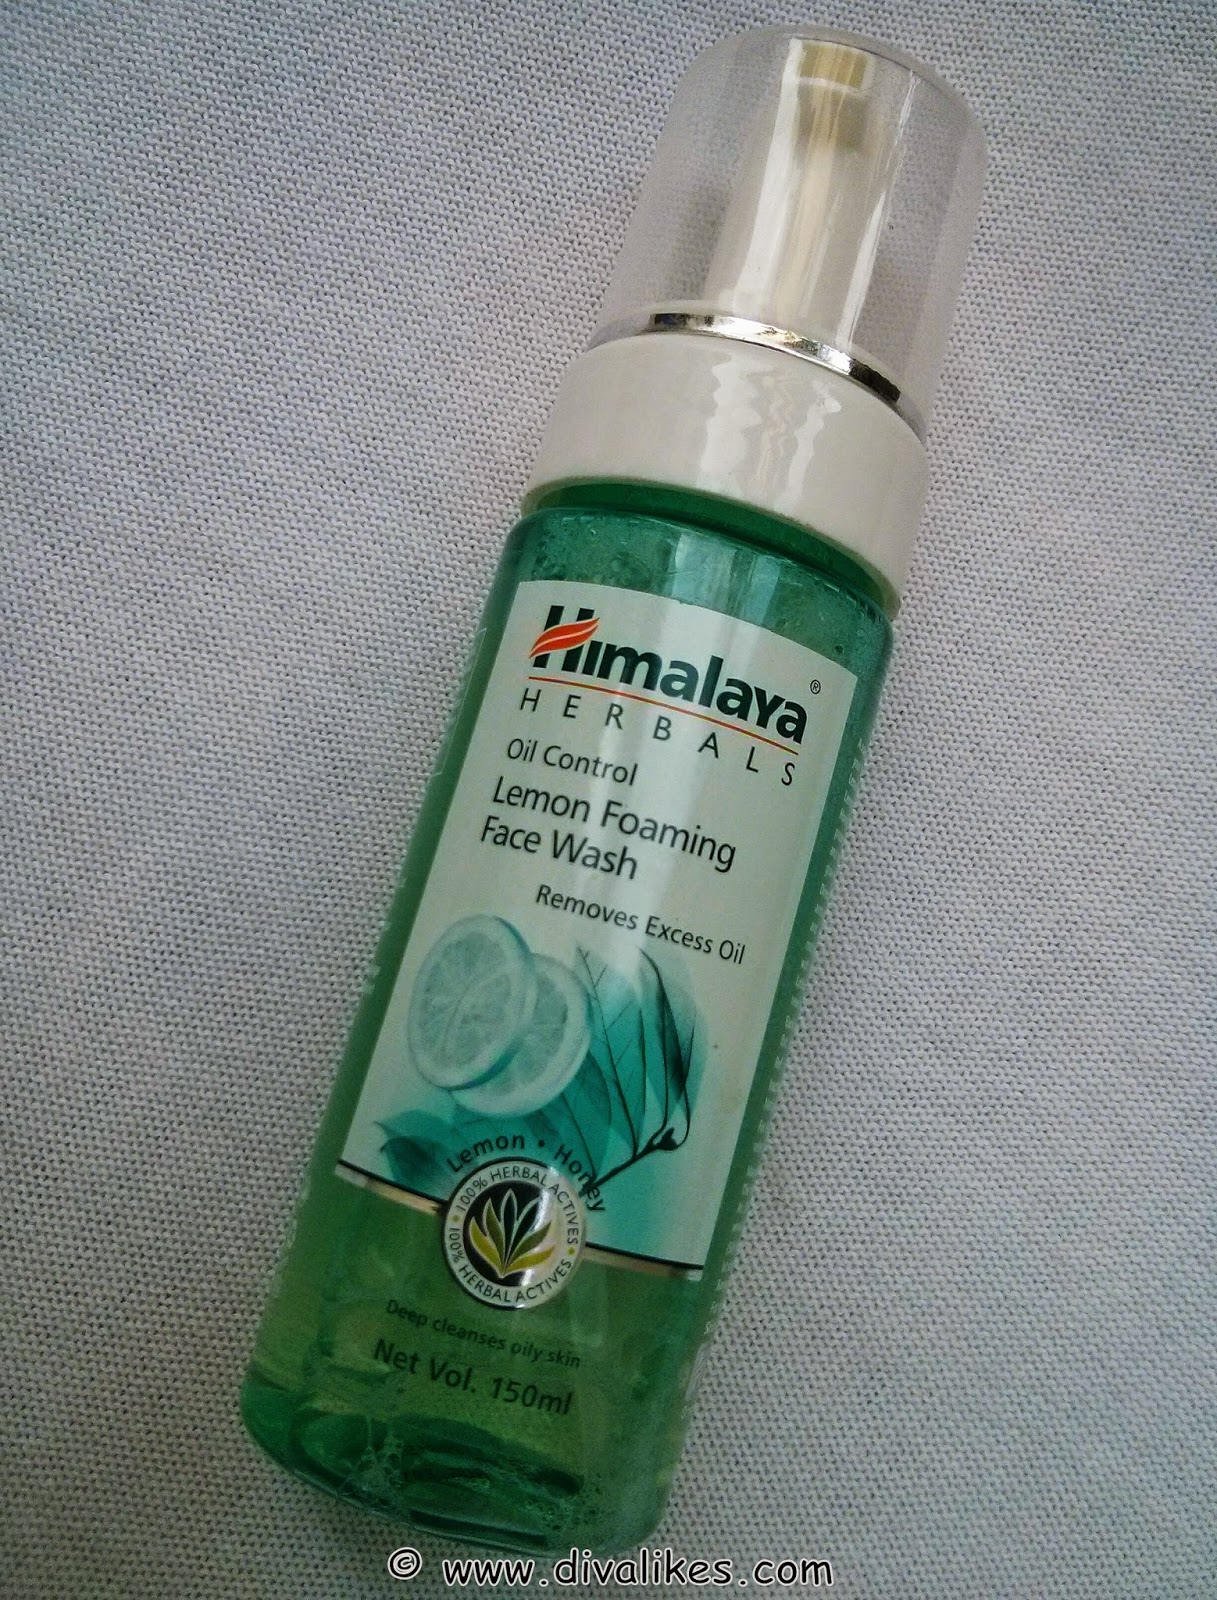 Himalaya®
HERBALS
Oil Control
Lemon Foaming
Face Wash
Removes Excess Oil
Lemon • Honey
100% HERBAL ACTIVES • 100% HERBAL ACTIVES •
Deep cleanses oily skin
Net Vol. 150ml
© www.divalikes.com